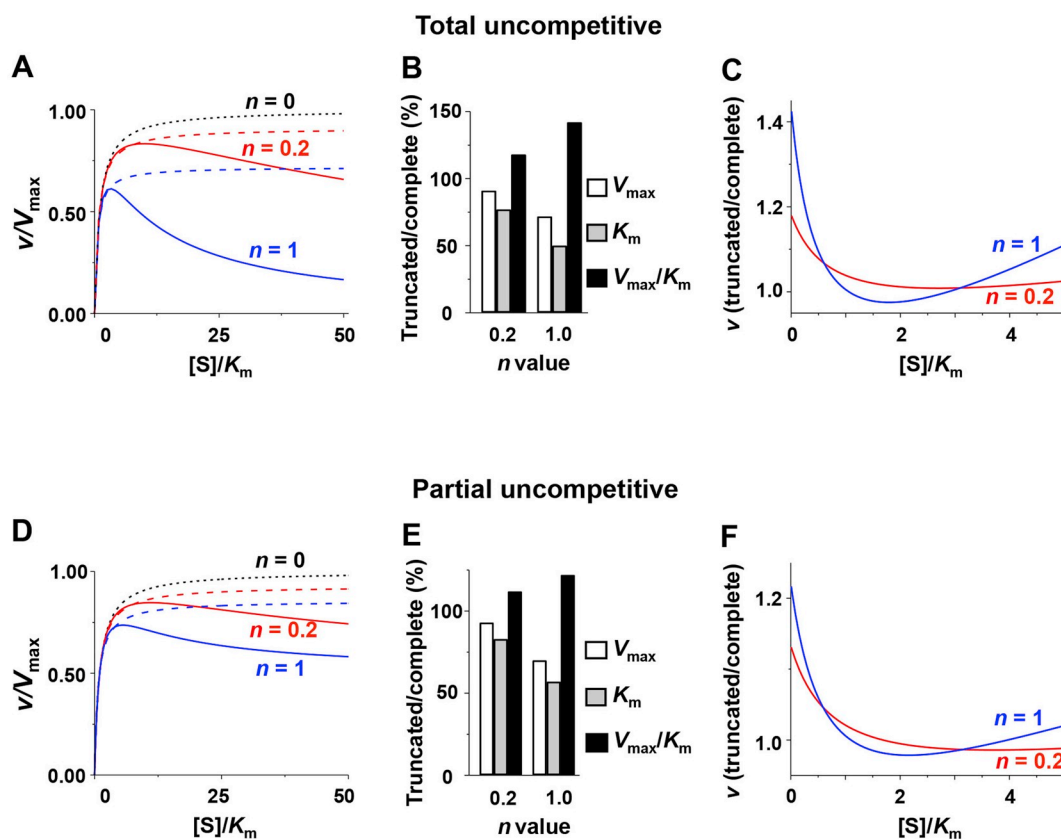 Total uncompetitive
A
v/Vmax
1.00
0.50
0.00
n = 0
n = 0.2
n = 1
0
25
50
[S]/Km
B
Truncated/complete (%)
150
100
50
0
0.2
1.0
n value
Vmax
Km
Vmax/Km
C
v (truncated/complete)
1.4
1.2
1.0
n = 1
n = 0.2
0
2
4
[S]/Km
Partial uncompetitive
D
v/Vmax
1.00
0.50
0.00
n = 0
n = 0.2
n = 1
0
25
50
[S]/Km
E
Truncated/complete (%)
100
50
0
0.2
1.0
n value
Vmax
Km
Vmax/Km
F
v (truncated/complete)
1.2
1.0
n = 1
n = 0.2
0
2
4
[S]/Km